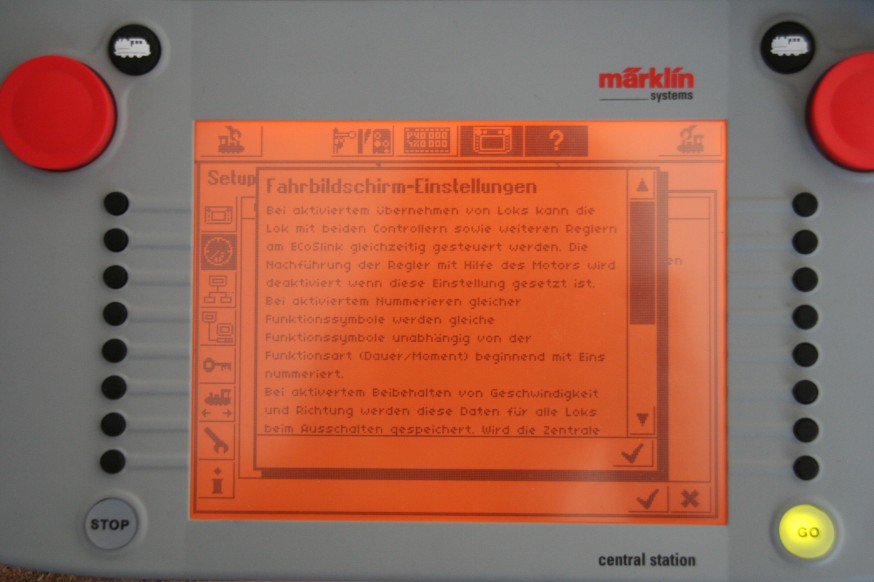 märklin
systems
?
Setup
Fahrbildschirm-Einstellungen
Bei aktiviertem übernehmen von Loks kann die
Lok mit beiden Controllern sowie weiteren Reglern
am ECoSlink gleichzeitig gesteuert werden. Die
Nachführung der Regler mit Hilfe des Motors wird
deaktiviert wenn diese Einstellung gesetzt ist.
Bei aktiviertem Nummerieren gleicher
Funktionssymbole werden gleiche
Funktionssymbole unabhängig von der
Funktionsart (Dauer/Moment) beginnend mit Eins
nummeriert.
Bei aktivertem Beibehalten von Geschwindigkeit
und Richtung werden diese Daten für alle Loks
beim Ausschalten gespeichert. Wird die Zentrale
en
STOP
GO
central station